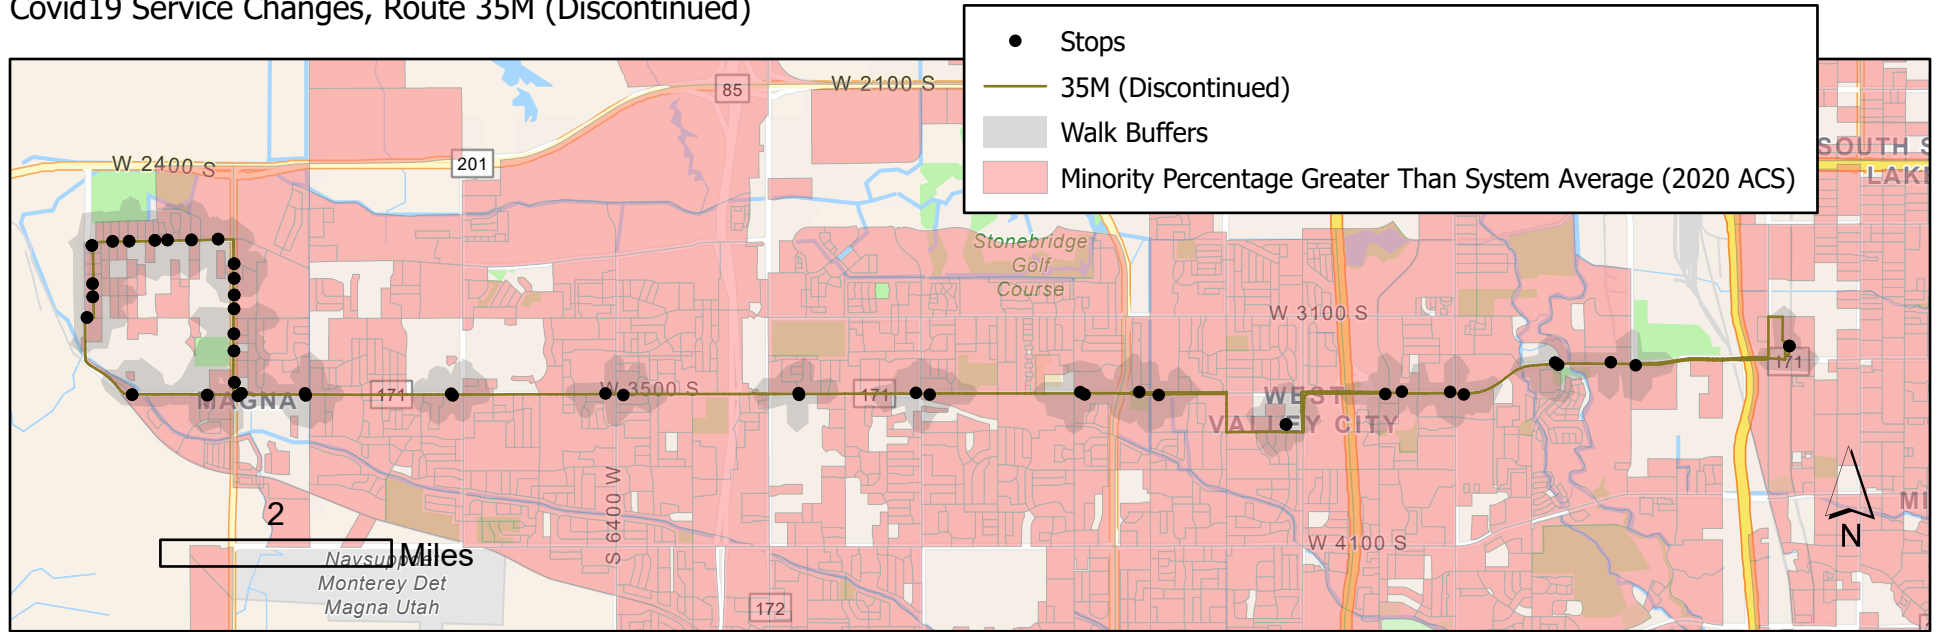 Covid19 Service Changes, Route 35M (Discontinued)
Stops
35M (Discontinued)
Walk Buffers
Minority Percentage Greater Than System Average (2020 ACS)
85
W 2100 S
201
W 2400 S
SOUTH S
LAKE
Stonebridge
Golf
Course
W 3100 S
171
171
W 3500 S
171
MAGNA
WEST
VALLEY CITY
S 6400 W
2
Miles
W 4100 S
MI
N
Navsuppdet
Monterey Det
Magna Utah
172